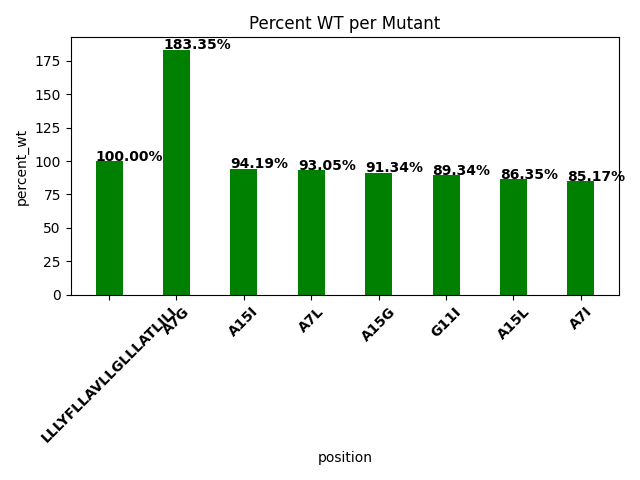 Percent WT per Mutant
percent_wt
175
150
125
100
75
50
25
0
100.00%
183.35%
94.19%
93.05%
91.34%
89.34%
86.35%
85.17%
LLLYFLLAVLLGLLLATLILI
A7G
A15I
A7L
A15G
G11I
A15L
A7I
position